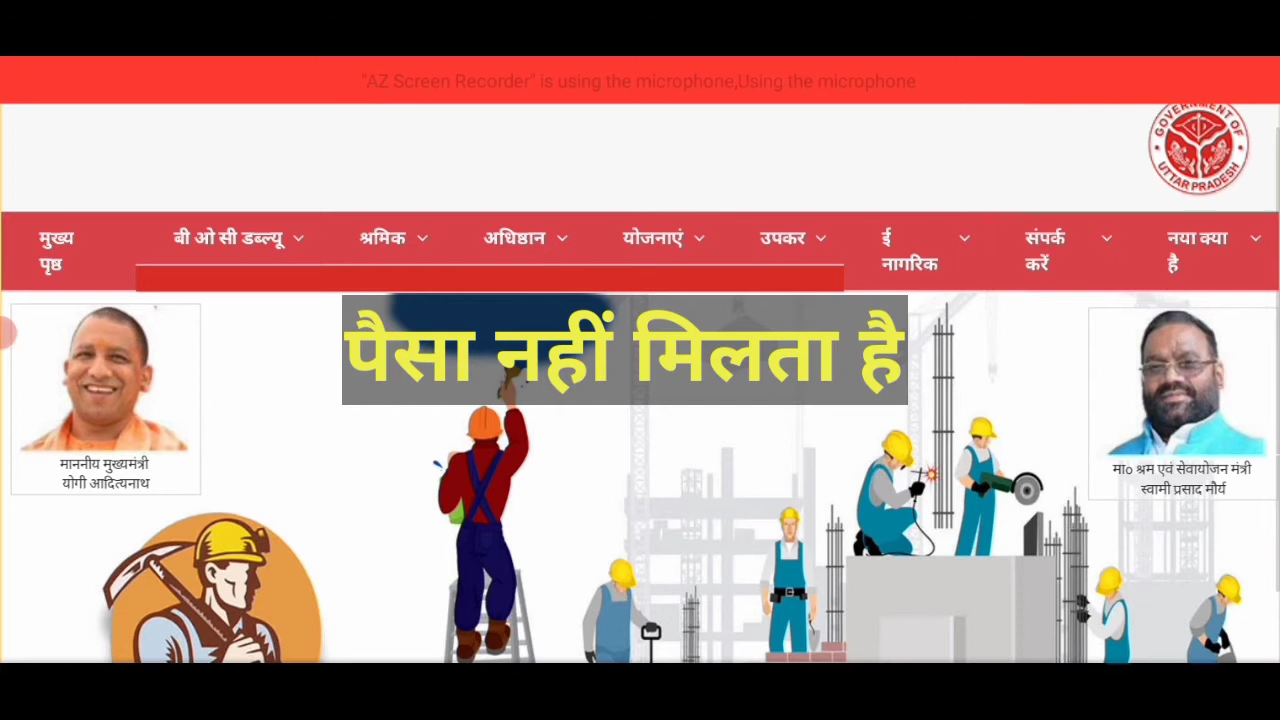 "AZ Screen Recorder" is using the microphone,Using the microphone
GOVERNMENT OF
UTTAR PRADESH
मुख्य पृष्ठ
बी ओ सी डब्ल्यू
श्रमिक
अधिष्ठान
योजनाएं
उपकर
ई नागरिक
संपर्क करें
नया क्या है
पैसा नहीं मिलता है
माननीय मुख्यमंत्री
योगी आदित्यनाथ
मा० श्रम एवं सेवायोजन मंत्री
स्वामी प्रसाद मौर्य